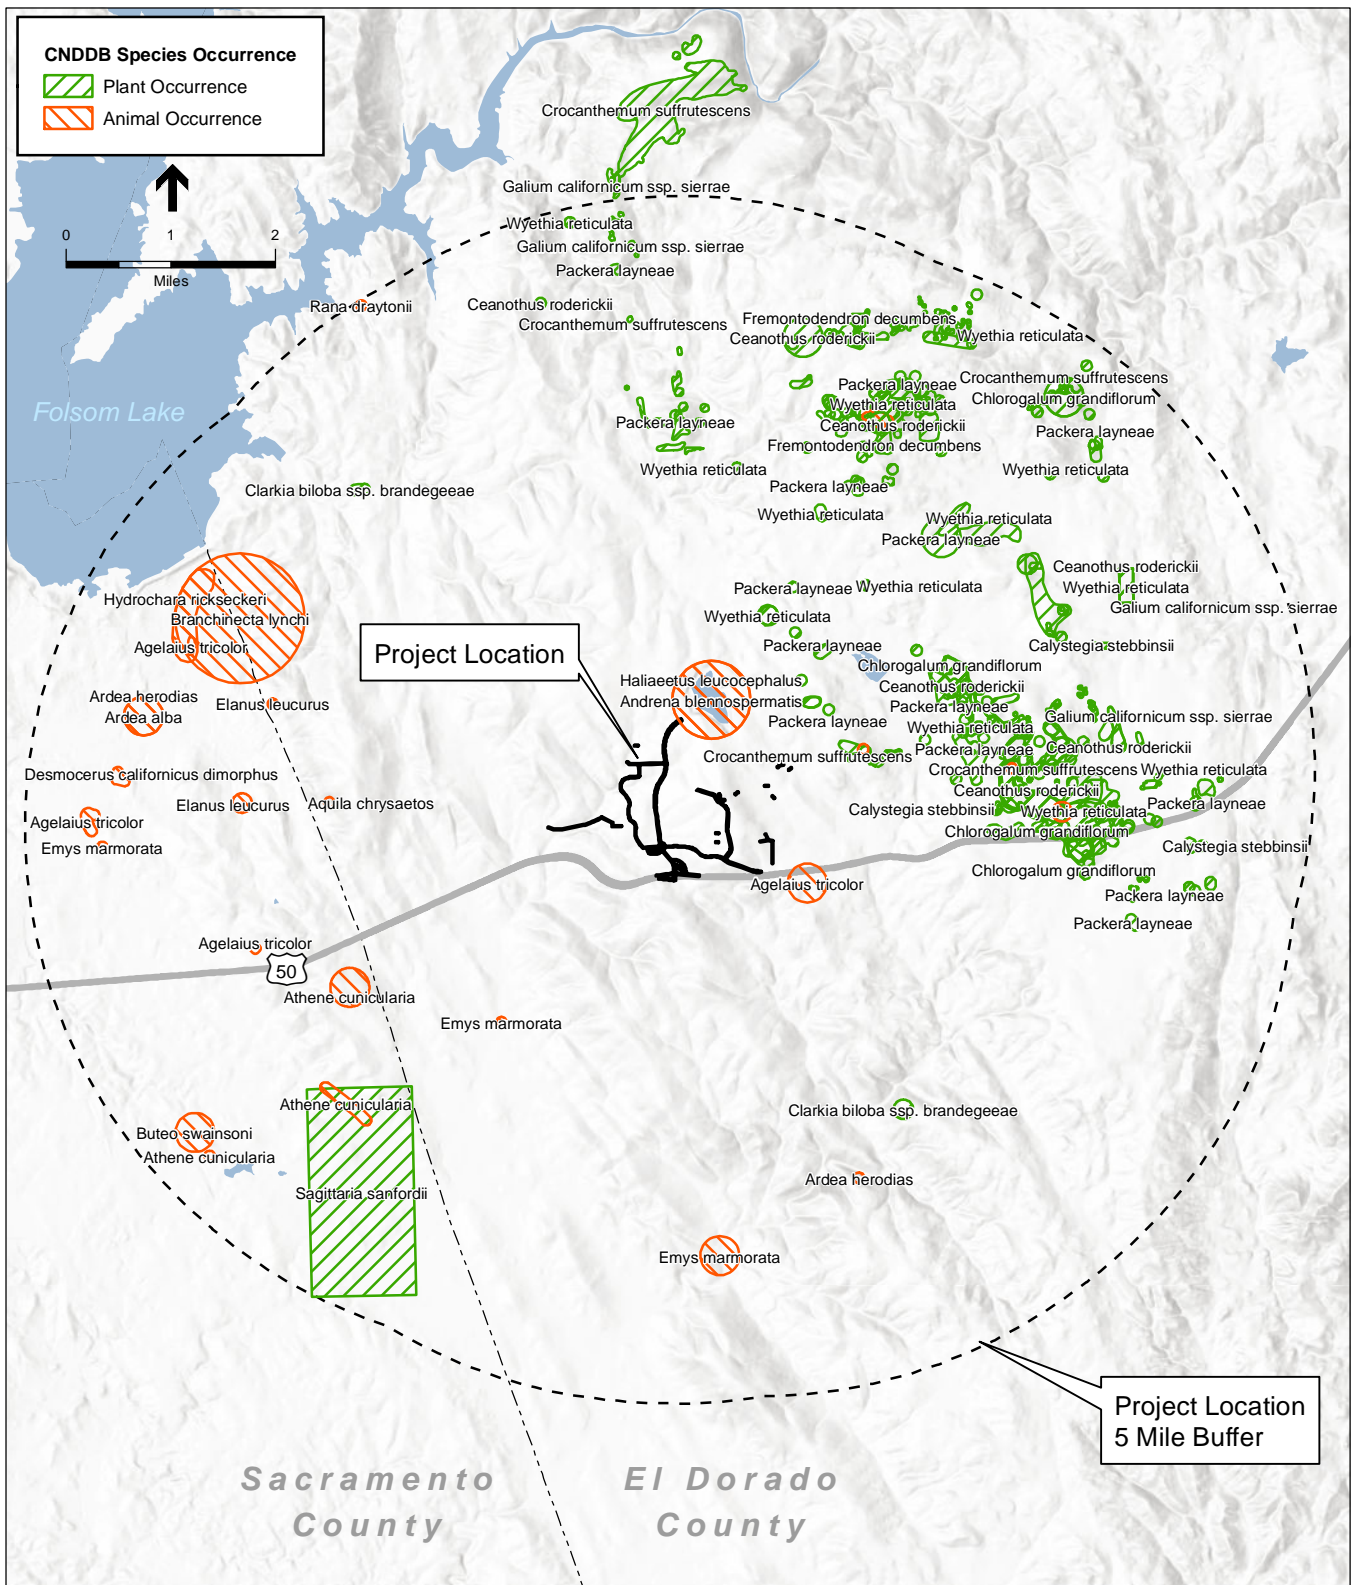 CNDDB Species Occurrence
Plant Occurrence
Animal Occurrence
0 1 2
Miles
Crocanthemum suffrutescens
Galium californicum ssp. sierrae
Wyethia reticulata
Galium californicum ssp. sierrae
Packera layneae
Rana draytonii
Ceanothus roderickii
Crocanthemum suffrutescens
Fremontodendron decumbens
Ceanothus roderickii
Wyethia reticulata
Folsom Lake
Packera layneae
Wyethia reticulata
Ceanothus roderickii
Fremontodendron decumbens
Crocanthemum suffrutescens
Chlorogalum grandiflorum
Packera layneae
Packera layneae
Wyethia reticulata
Wyethia reticulata
Packera layneae
Clarkia biloba ssp. brandegeeae
Wyethia reticulata
Wyethia reticulata
Packera layneae
Ceanothus roderickii
Wyethia reticulata
Galium californicum ssp. sierrae
Packera layneae
Wyethia reticulata
Hydrochara rickseckeri
Branchinecta lynchi
Agelaius tricolor
Wyethia reticulata
Packera layneae
Calystegia stebbinsii
Project Location
Haliaeetus leucocephalus
Andrena blennospermatis
Chlorogalum grandiflorum
Ceanothus roderickii
Packera layneae
Ardea herodias
Ardea alba
Elanus leucurus
Packera layneae
Wyethia reticulata
Galium californicum ssp. sierrae
Crocanthemum suffrutescens
Packera layneae
Ceanothus roderickii
Crocanthemum suffrutescens
Wyethia reticulata
Desmocerus californicus dimorphus
Elanus leucurus
Aquila chrysaetos
Ceanothus roderickii
Packera layneae
Calystegia stebbinsii
Wyethia reticulata
Agelaius tricolor
Chlorogalum grandiflorum
Emys marmorata
Calystegia stebbinsii
Chlorogalum grandiflorum
Agelaius tricolor
Packera layneae
Packera layneae
Agelaius tricolor
50
Athene cunicularia
Emys marmorata
Athene cunicularia
Clarkia biloba ssp. brandegeeae
Buteo swainsoni
Athene cunicularia
Ardea herodias
Sagittaria sanfordii
Emys marmorata
Project Location
5 Mile Buffer
Sacramento
County
El Dorado
County